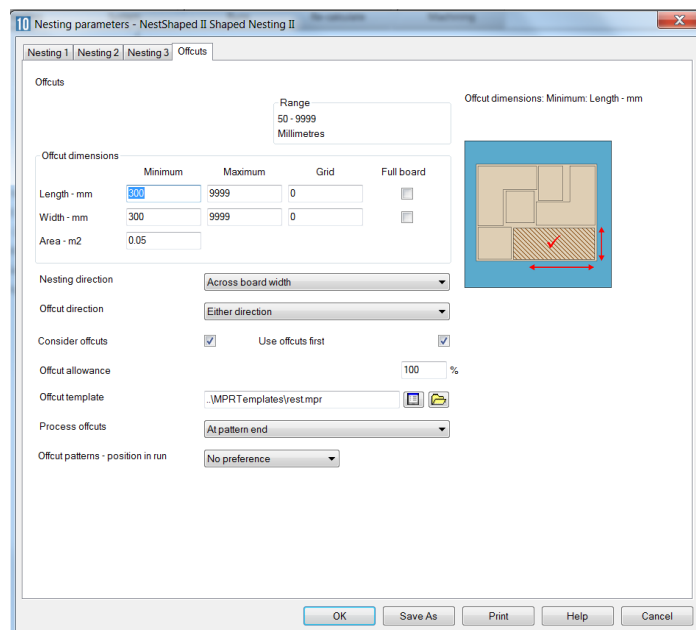 10 Nesting parameters - NestShaped II Shaped Nesting II
Nesting 1 Nesting 2 Nesting 3 Offcuts
Offcuts
Range
50 - 9999
Millimetres
Offcut dimensions: Minimum: Length - mm
Offcut dimensions
Minimum Maximum Grid Full board
Length - mm 300 9999 0
Width - mm 300 9999 0
Area - m2 0.05
Nesting direction Across board width
Offcut direction Either direction
Consider offcuts Use offcuts first
Offcut allowance 100 %
Offcut template ..\MPRTemplates\rest.mpr
Process offcuts At pattern end
Offcut patterns - position in run No preference
OK Save As Print Help Cancel